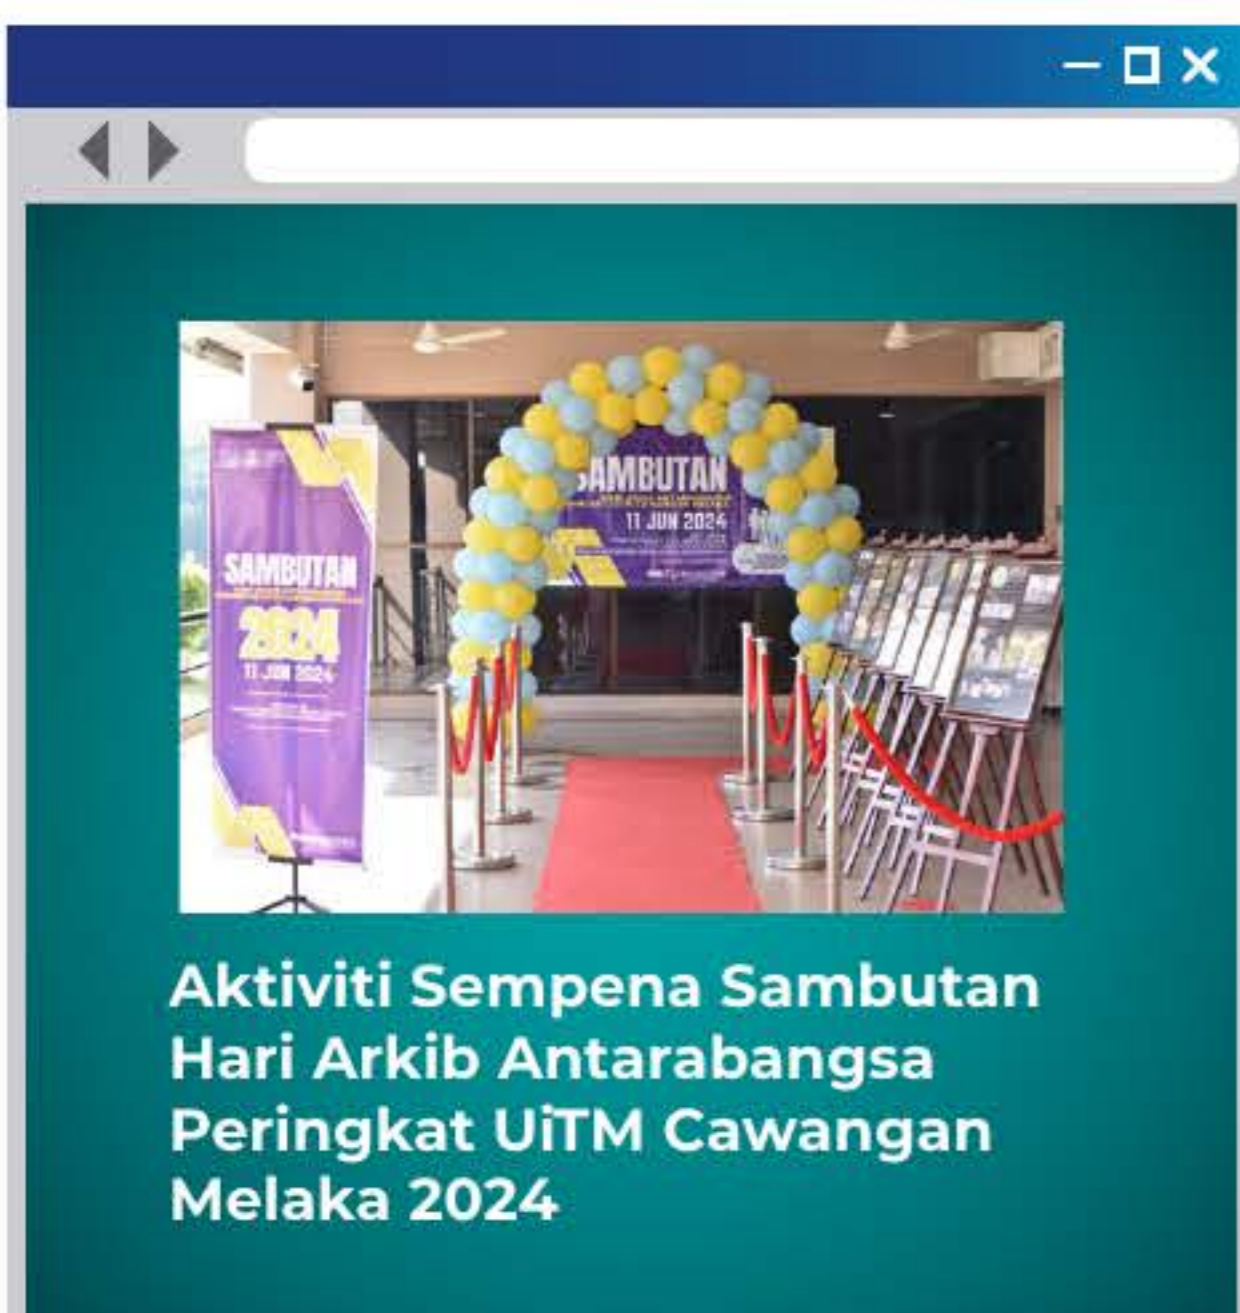 SAMBUTAN
2024
11 JUN 2024
SAMBUTAN
11 JUN 2024
Aktiviti Sempena Sambutan
Hari Arkib Antarabangsa
Peringkat UiTM Cawangan
Melaka 2024